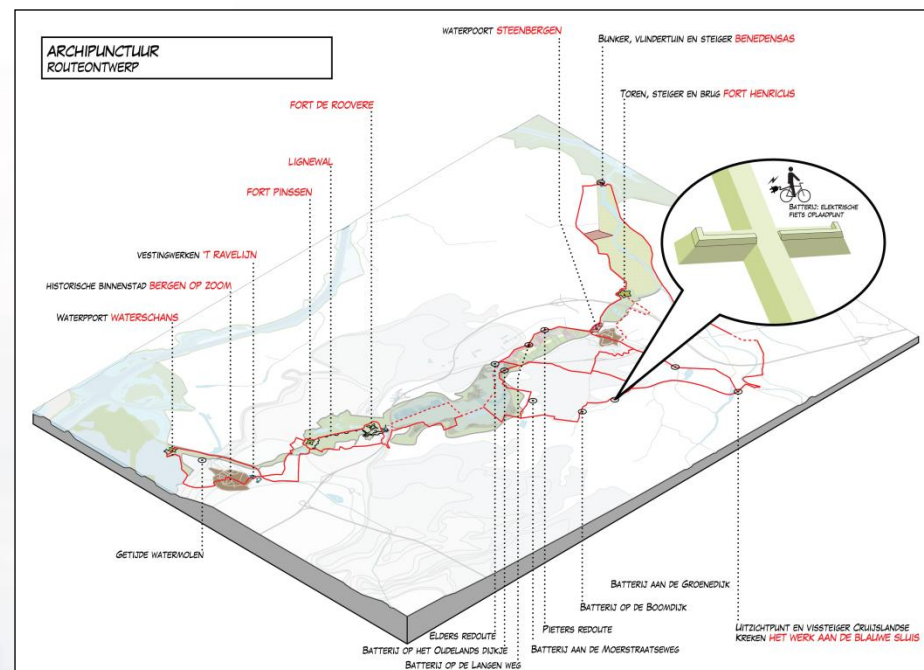 ARCHIPUNCTUUR
ROUTEONTWERP
WATERPOORT STEENBERGEN
BUNKER, VLINDERTUIN EN STEIGER BENEDENSAS
TOREN, STEIGER EN BRUG FORT HENRICUS
FORT DE ROOVERE
LIGNEWAL
FORT PINSSEN
BATTERIJ: ELEKTRISCHE
FIETS OPLAADPUNT
VESTINGWERKEN 'T RAVELIJN
HISTORISCHE BINNENSTAD BERGEN OP ZOOM
WATERPPORT WATERSCHANS
GETIJDE WATERMOLEN
BATTERIJ AAN DE GROENEDIJK
BATTERIJ OP DE BOOMDIJK
UITZICHTPUNT EN VISSTEIGER CRUIJSLANDSE
KREKEN HET WERK AAN DE BLAUWE SLUIS
ELDERS REDOUTE
PIETERS REDOUTE
BATTERIJ OP HET OUDELANDS DIJKJE
BATTERIJ AAN DE MOERSTRAATSEWEG
BATTERIJ OP DE LANGEN WEG